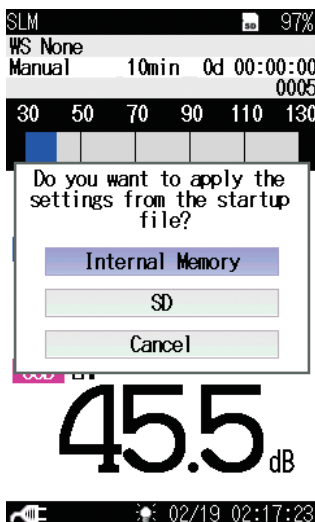 SLM SD 97%
WS None
Manual 10min 0d 00:00:00
0005
30 50 70 90 110 130
Do you want to apply the
settings from the startup
file?
Internal Memory
SD
Cancel
45.5 dB
02/19 02:17:23